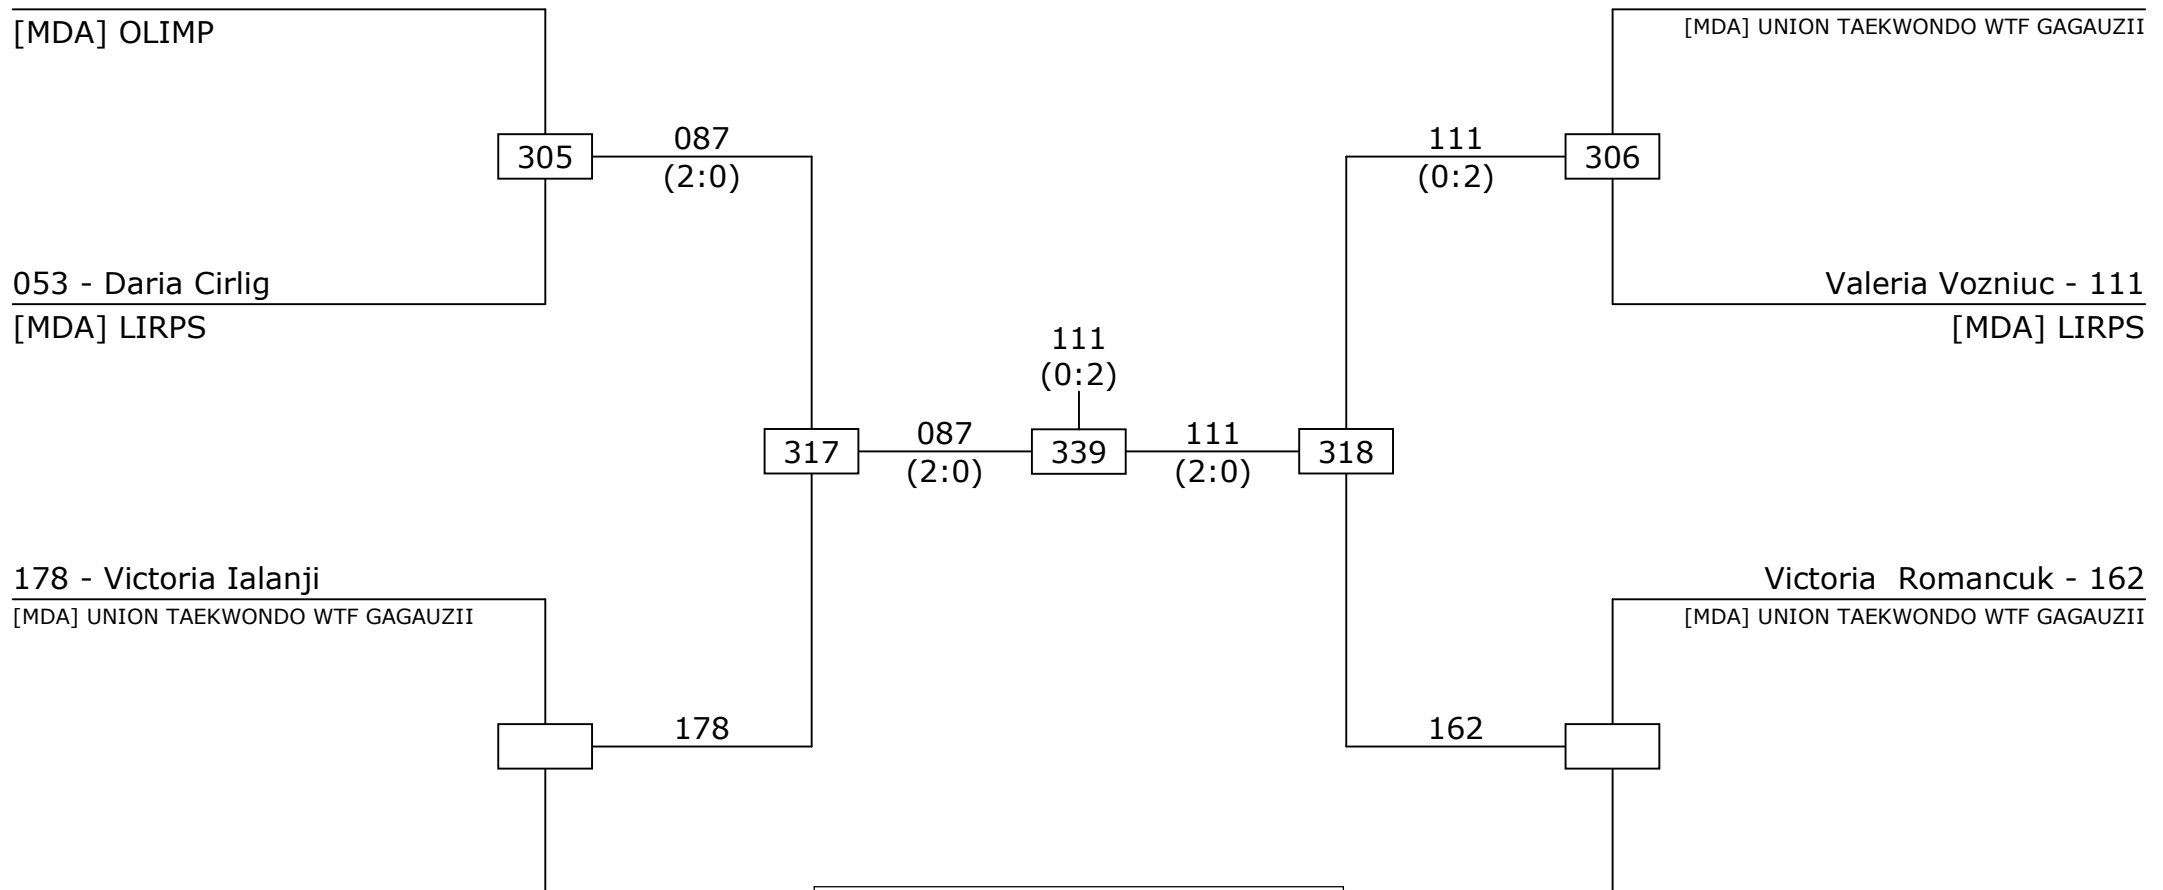 [MDA] OLIMP
[MDA] UNION TAEKWONDO WTF GAGAUZII
305
087
(2:0)
111
(0:2)
306
053 - Daria Cirlig
[MDA] LIRPS
Valeria Vozniuc - 111
[MDA] LIRPS
111
(0:2)
317
087
(2:0)
339
111
(2:0)
318
178 - Victoria Ialanji
[MDA] UNION TAEKWONDO WTF GAGAUZII
Victoria  Romancuk - 162
[MDA] UNION TAEKWONDO WTF GAGAUZII
178
162